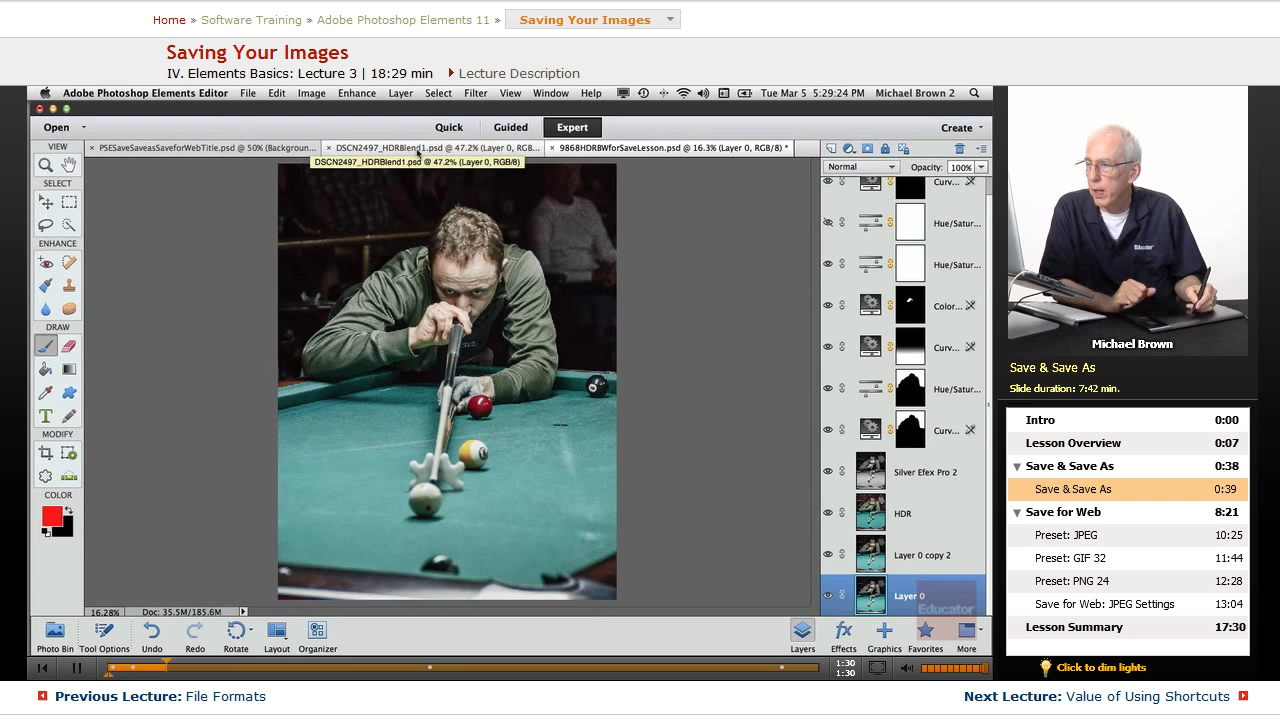 Home » Software Training » Adobe Photoshop Elements 11 » Saving Your Images
Saving Your Images
IV. Elements Basics: Lecture 3 | 18:29 min Lecture Description
Adobe Photoshop Elements Editor File Edit Image Enhance Layer Select Filter View Window Help Tue Mar 5 5:29:24 PM Michael Brown 2
Open Quick Guided Expert Create
VIEW
PSESaveSaveasSaveforWebTitle.psd @ 50% (Backgroun... DSCN2497_HDRBlend1.psd @ 47.2% (Layer 0, RGB... 9868HDRBWforSaveLesson.psd @ 16.3% (Layer 0, RGB/8) *
DSCN2497_HDRBlend1.psd @ 47.2% (Layer 0, RGB/8)
Normal Opacity: 100%
SELECT
ENHANCE
DRAW
MODIFY
COLOR
Curv...
Hue/Satur...
Hue/Satur...
Color...
Curv...
Hue/Satur...
Curv...
Silver Efex Pro 2
HDR
Layer 0 copy 2
Layer 0
Educator
16.28% Doc: 35.5M/185.6M
Photo Bin Tool Options Undo Redo Rotate Layout Organizer Layers Effects Graphics Favorites More
1:30
1:30
Educator
Michael Brown
Save & Save As
Slide duration: 7:42 min.
Intro 0:00
Lesson Overview 0:07
Save & Save As 0:38
Save & Save As 0:39
Save for Web 8:21
Preset: JPEG 10:25
Preset: GIF 32 11:44
Preset: PNG 24 12:28
Save for Web: JPEG Settings 13:04
Lesson Summary 17:30
Click to dim lights
Previous Lecture: File Formats
Next Lecture: Value of Using Shortcuts